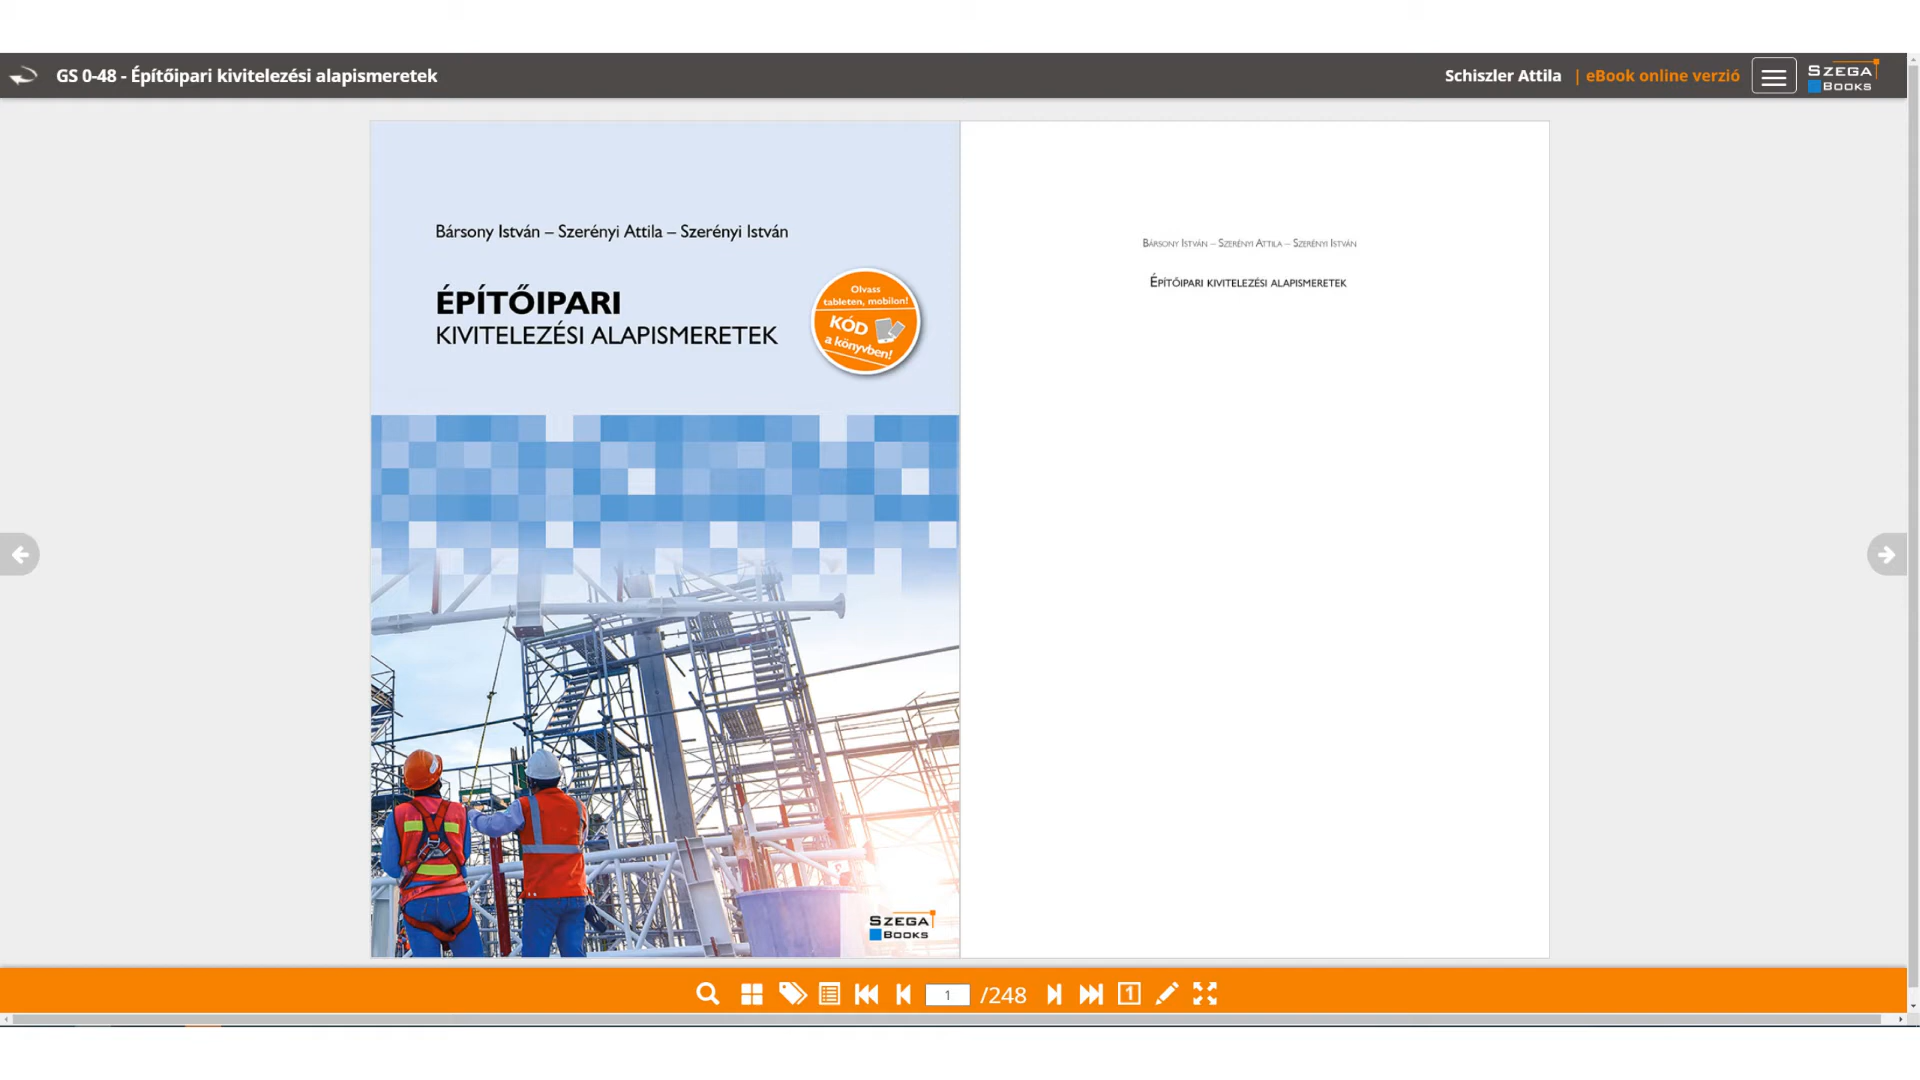 GS 0-48 - Építőipari kivitelezési alapismeretek
Schiszler Attila | eBook online verzió
SZEGA
BOOKS
Bársony István – Szerényi Attila – Szerényi István
ÉPÍTŐIPARI
KIVITELEZÉSI ALAPISMERETEK
Olvass
tableten, mobilon!
KÓD
a könyvben!
SZEGA
BOOKS
BÁRSONY ISTVÁN – SZERÉNYI ATTILA – SZERÉNYI ISTVÁN
ÉPÍTŐIPARI KIVITELEZÉSI ALAPISMERETEK
1 /248
1